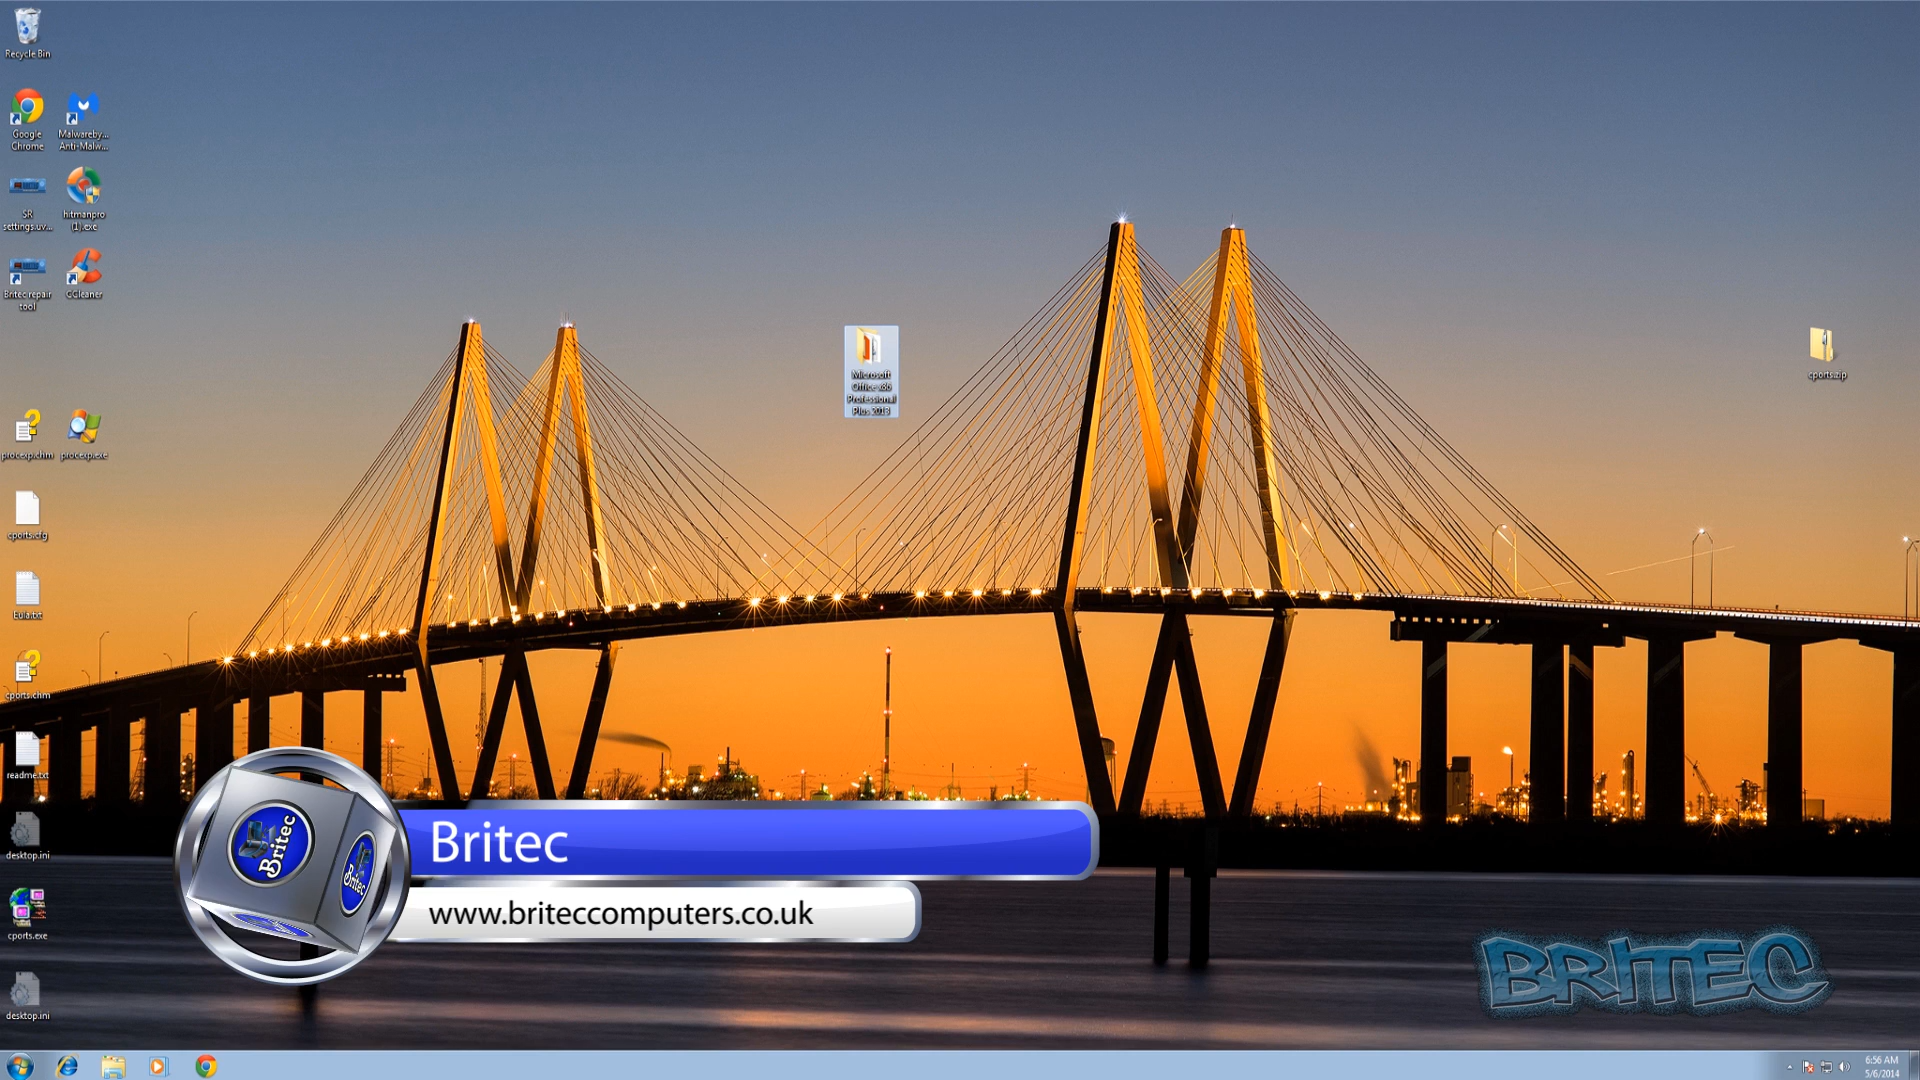 Recycle Bin
Google
Chrome
Malwareby...
Anti-Malw...
SR
settings.uv...
hitmanpro
(1).exe
Britec repair
tool
CCleaner
Microsoft
Office x86
Professional
Plus 2013
cports.zip
procexp.chm
procexp.exe
cports.cfg
Eula.txt
cports.chm
readme.txt
desktop.ini
cports.exe
desktop.ini
Britec
Britec
Britec
www.briteccomputers.co.uk
BRITEC
6:56 AM
5/6/2014